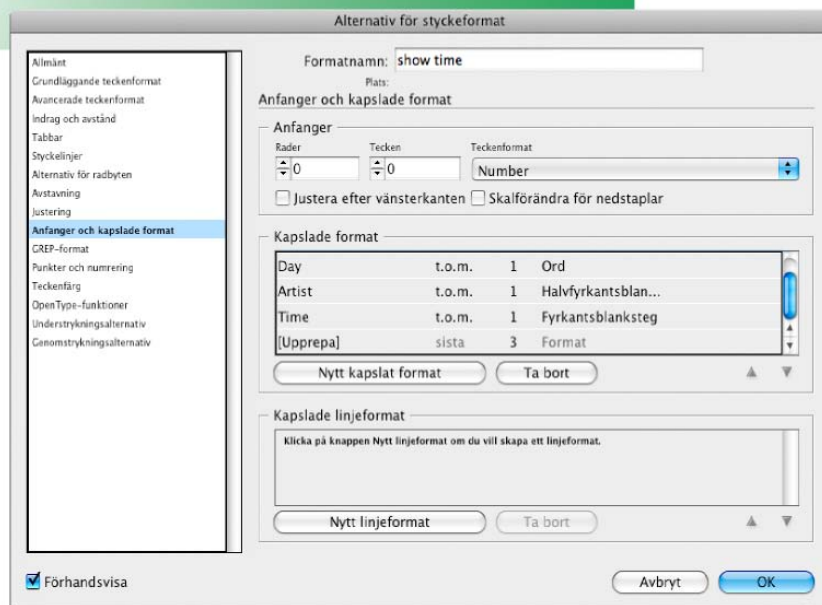 Alternativ för styckeformat
Allmänt
Grundläggande teckenformat
Avancerade teckenformat
Indrag och avstånd
Tabbar
Styckelinjer
Alternativ för radbyten
Avstavning
Justering
Anfanger och kapslade format
GREP-format
Punkter och numrering
Teckenfärg
OpenType-funktioner
Understrykningsalternativ
Genomstrykningsalternativ
Formatnamn: show time
Plats:
Anfanger och kapslade format
Anfanger
Rader Tecken Teckenformat
0 0 Number
Justera efter vänsterkanten Skalförändra för nedstaplar
Kapslade format
Day t.o.m. 1 Ord
Artist t.o.m. 1 Halvfyrkantsblan...
Time t.o.m. 1 Fyrkantsblanksteg
[Upprepa] sista 3 Format
Nytt kapslat format Ta bort
Kapslade linjeformat
Klicka på knappen Nytt linjeformat om du vill skapa ett linjeformat.
Nytt linjeformat Ta bort
Förhandsvisa Avbryt OK